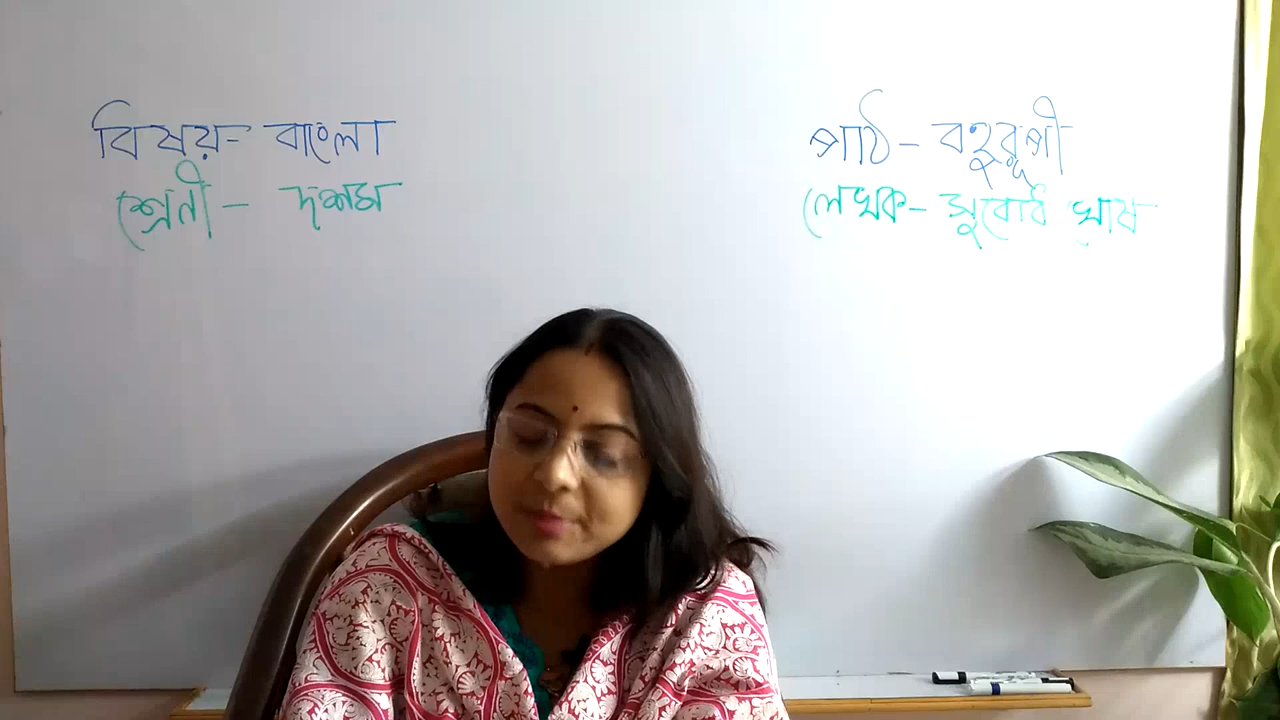 বিষয়- বাংলা
শ্রেনী- দশম
পাঠ- বহুরূপী
লেখক- সুবোধ ঘোষ